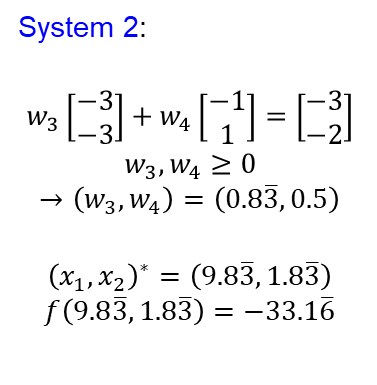 System 2:
w₃ [−3 −3] + w₄ [−1 1] = [−3 −2]
w₃, w₄ ≥ 0
→ (w₃, w₄) = (0.83̅, 0.5)
(x₁, x₂)* = (9.83̅, 1.83̅)
f(9.83̅, 1.83̅) = −33.16̅